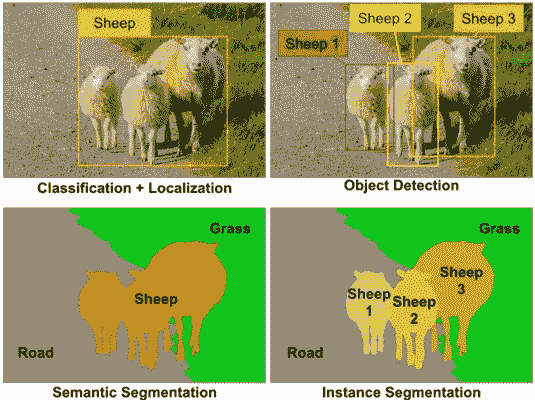 Sheep
Classification + Localization
Sheep 1
Sheep 2
Sheep 3
Object Detection
Grass
Sheep
Road
Semantic Segmentation
Grass
Sheep
1
Sheep
2
Sheep
3
Road
Instance Segmentation